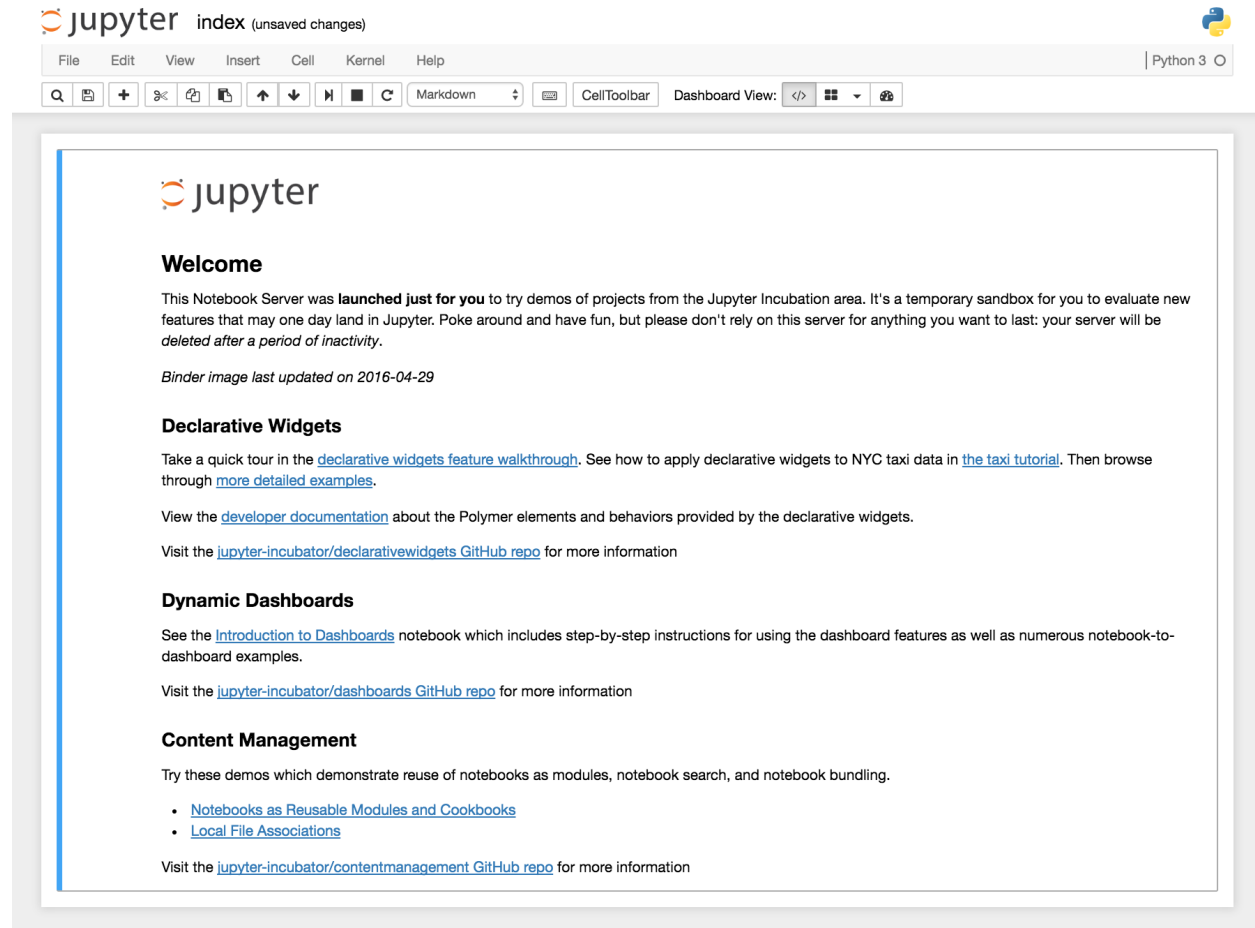 jupyter index (unsaved changes)
File Edit View Insert Cell Kernel Help Python 3
Markdown CellToolbar Dashboard View: </>
jupyter
Welcome
This Notebook Server was launched just for you to try demos of projects from the Jupyter Incubation area. It's a temporary sandbox for you to evaluate new
features that may one day land in Jupyter. Poke around and have fun, but please don't rely on this server for anything you want to last: your server will be
deleted after a period of inactivity.
Binder image last updated on 2016-04-29
Declarative Widgets
Take a quick tour in the declarative widgets feature walkthrough. See how to apply declarative widgets to NYC taxi data in the taxi tutorial. Then browse
through more detailed examples.
View the developer documentation about the Polymer elements and behaviors provided by the declarative widgets.
Visit the jupyter-incubator/declarativewidgets GitHub repo for more information
Dynamic Dashboards
See the Introduction to Dashboards notebook which includes step-by-step instructions for using the dashboard features as well as numerous notebook-to-
dashboard examples.
Visit the jupyter-incubator/dashboards GitHub repo for more information
Content Management
Try these demos which demonstrate reuse of notebooks as modules, notebook search, and notebook bundling.
• Notebooks as Reusable Modules and Cookbooks
• Local File Associations
Visit the jupyter-incubator/contentmanagement GitHub repo for more information